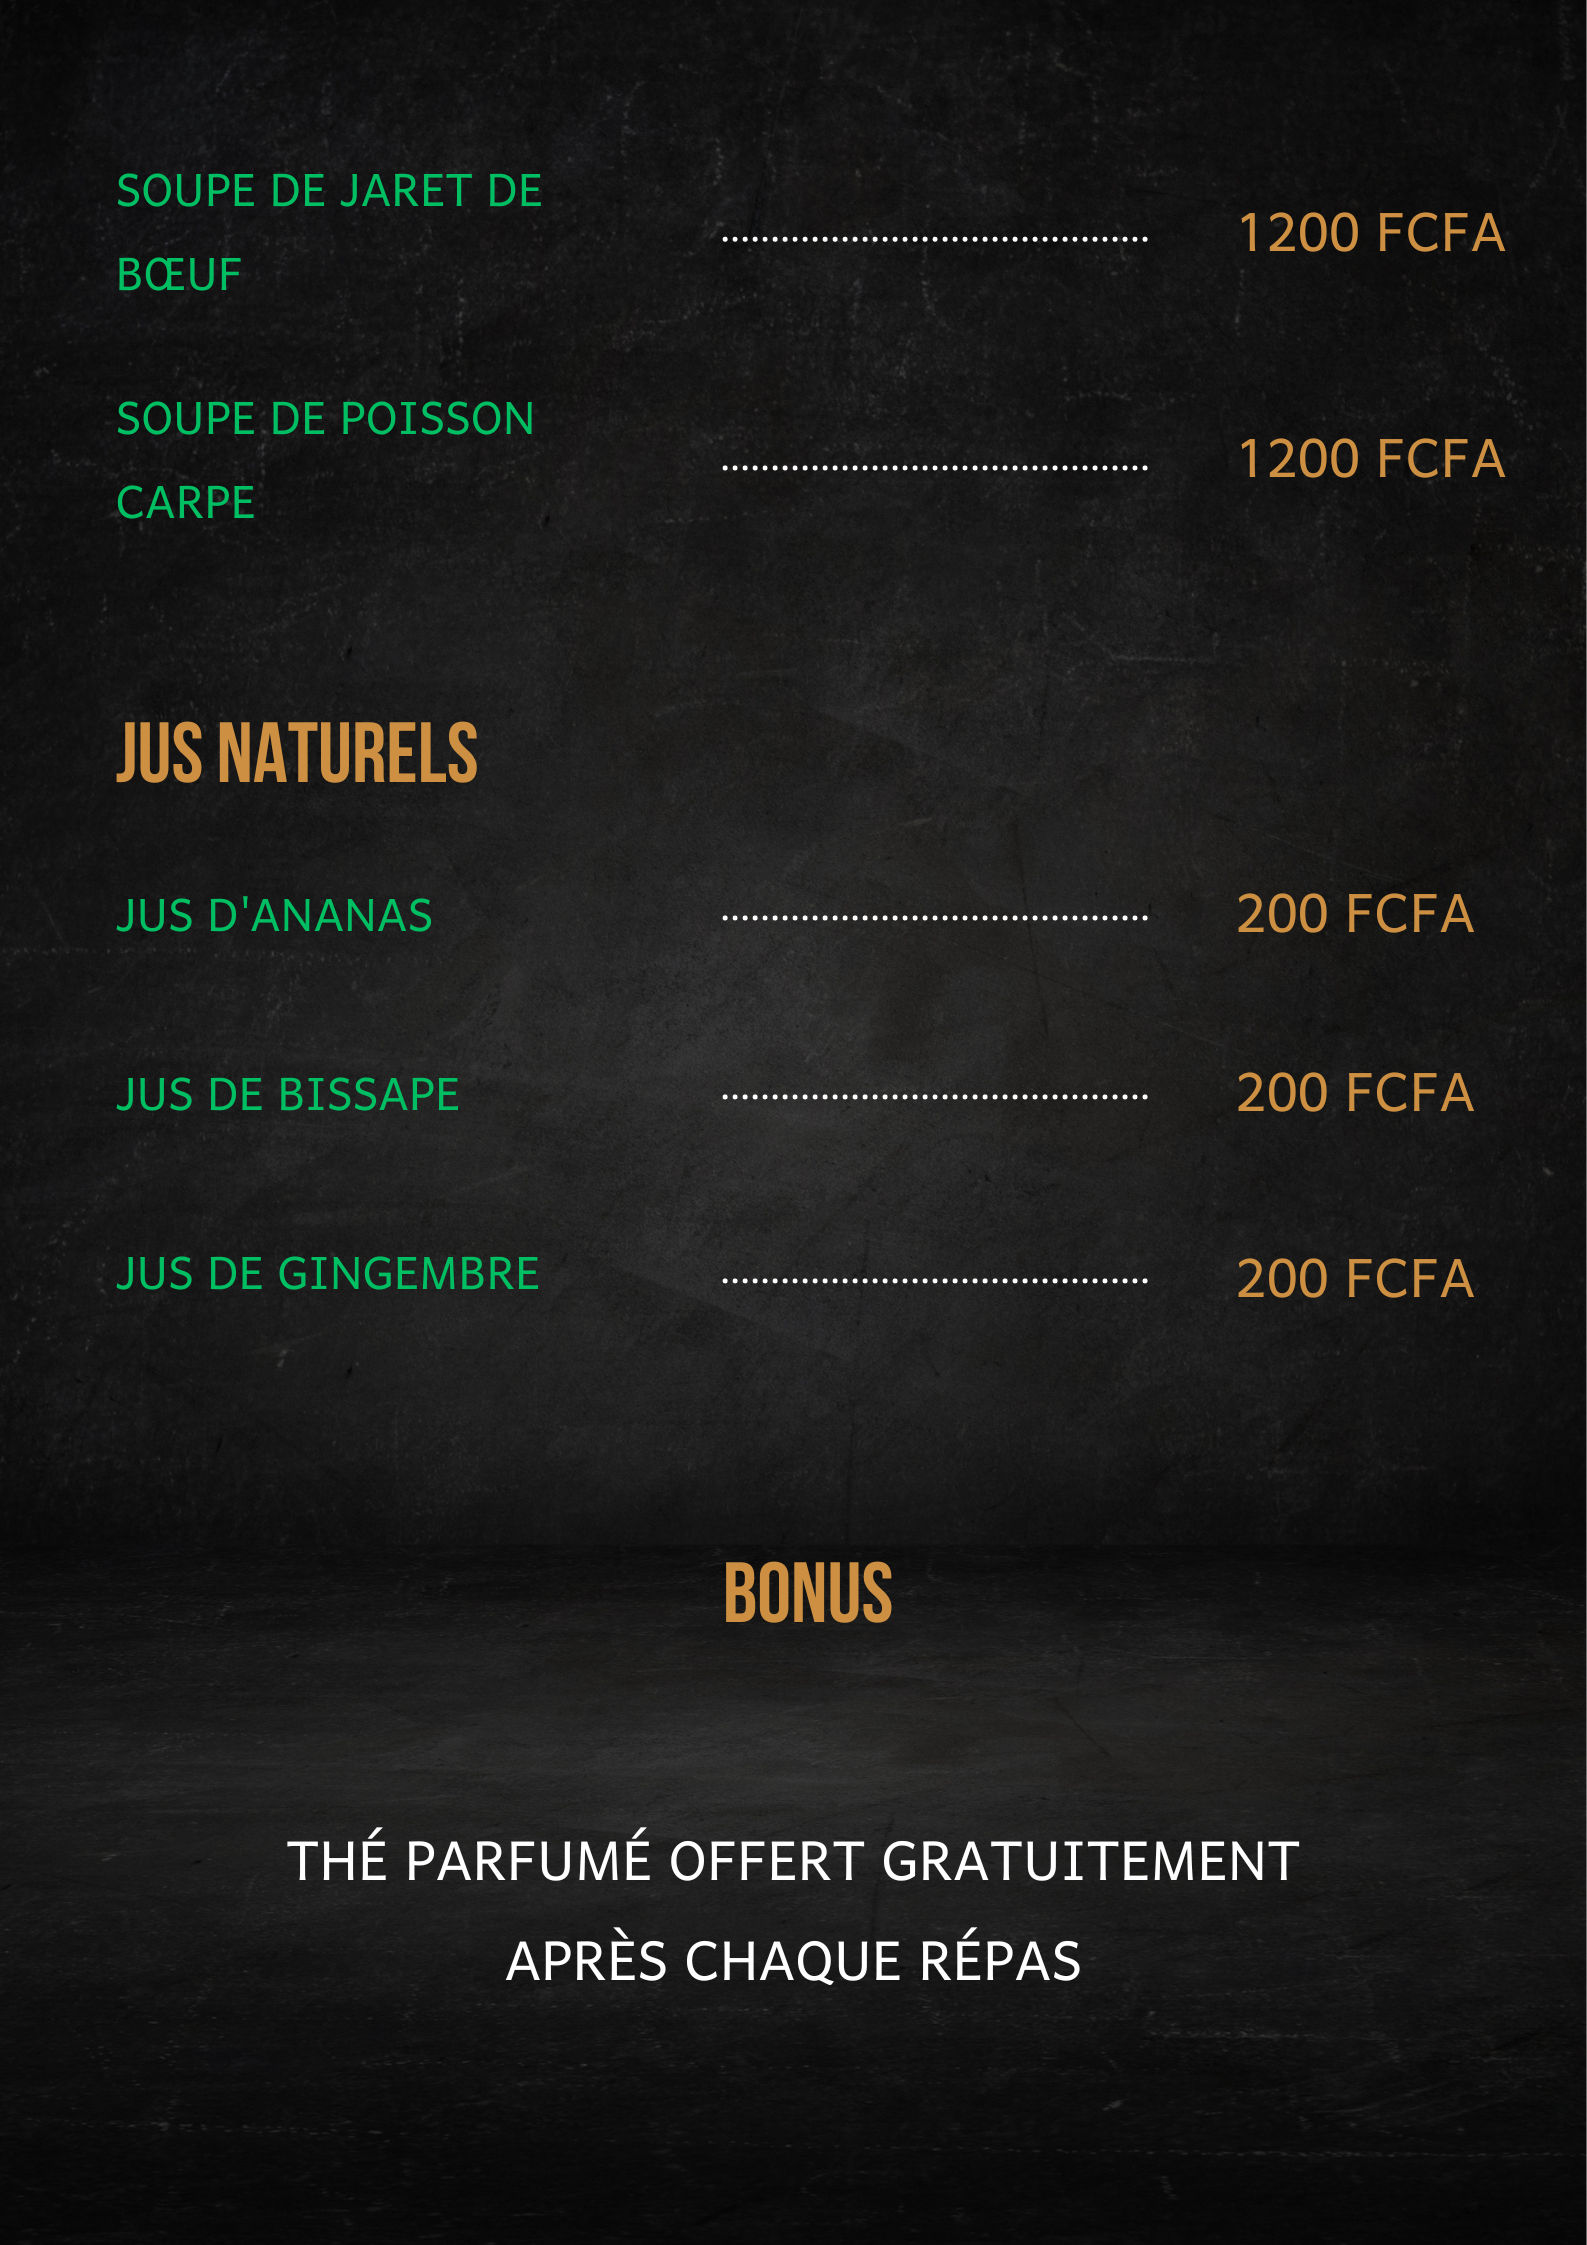 SOUPE DE JARET DE
BŒUF
1200 FCFA
SOUPE DE POISSON
CARPE
1200 FCFA
JUS NATURELS
JUS D'ANANAS
200 FCFA
JUS DE BISSAPE
200 FCFA
JUS DE GINGEMBRE
200 FCFA
BONUS
THÉ PARFUMÉ OFFERT GRATUITEMENT
APRÈS CHAQUE RÉPAS